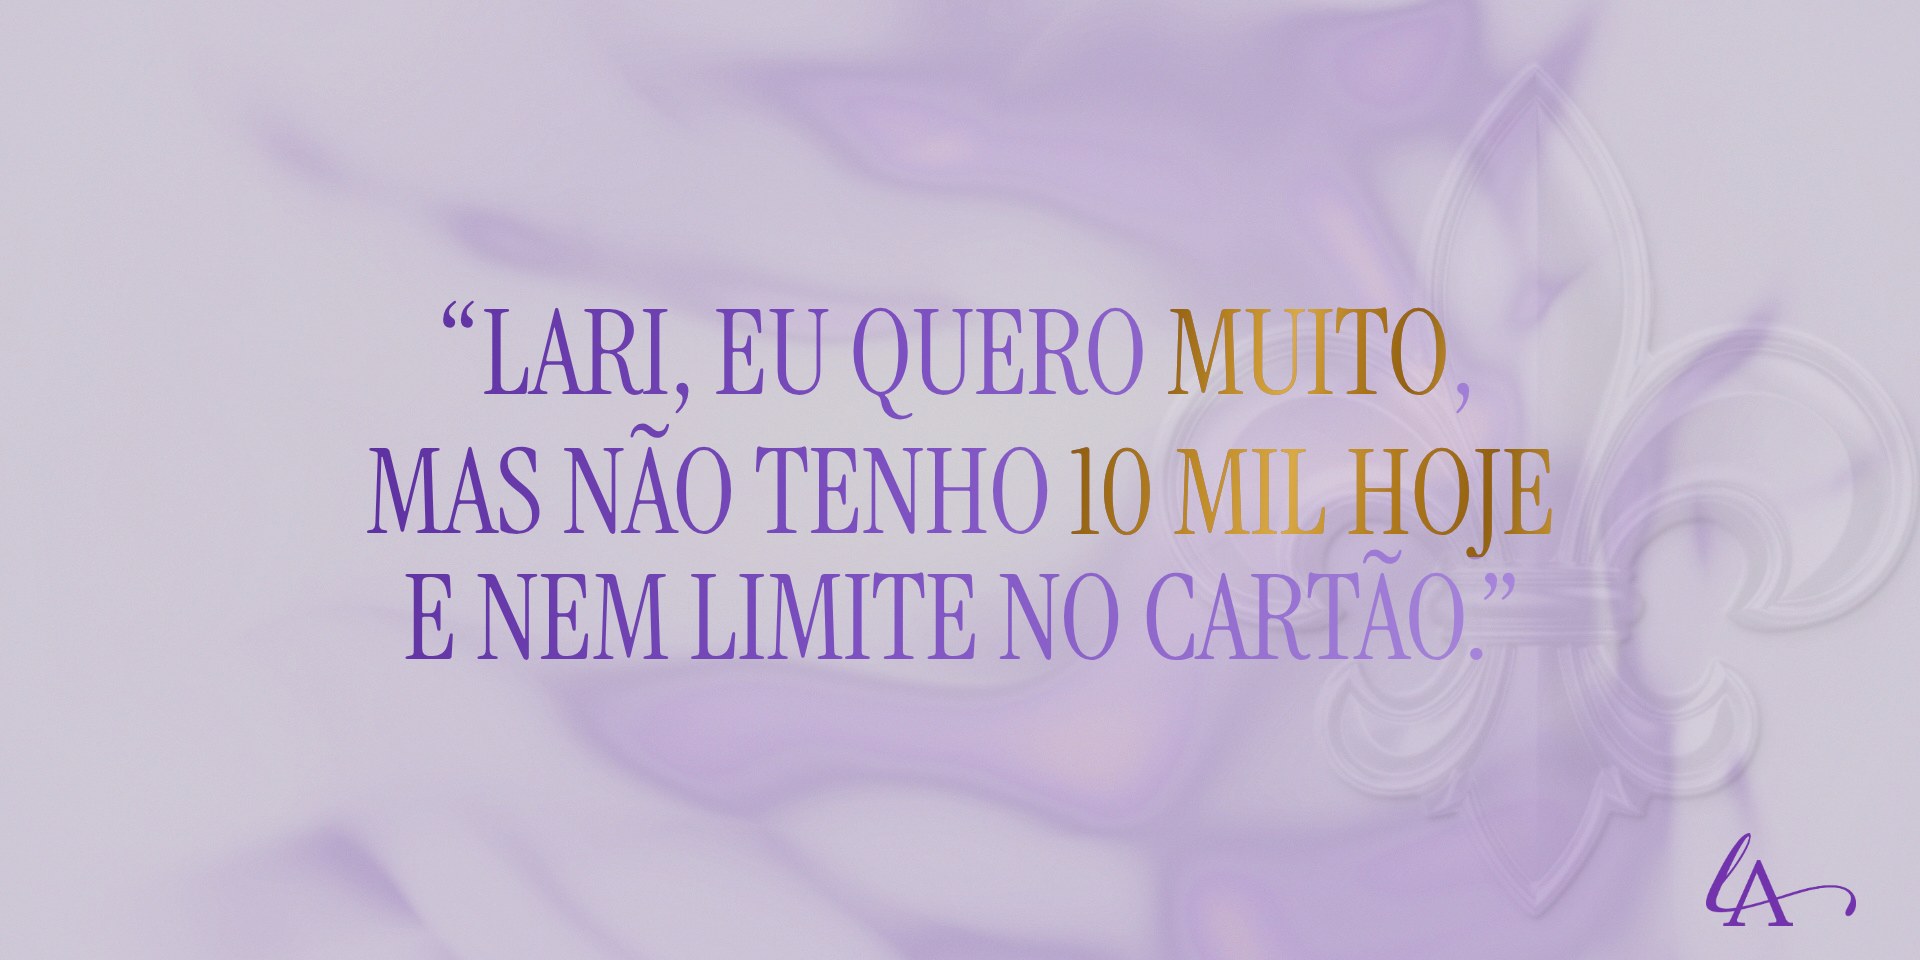 “LARI, EU QUERO MUITO,
MAS NÃO TENHO 10 MIL HOJE
E NEM LIMITE NO CARTÃO.”
lA